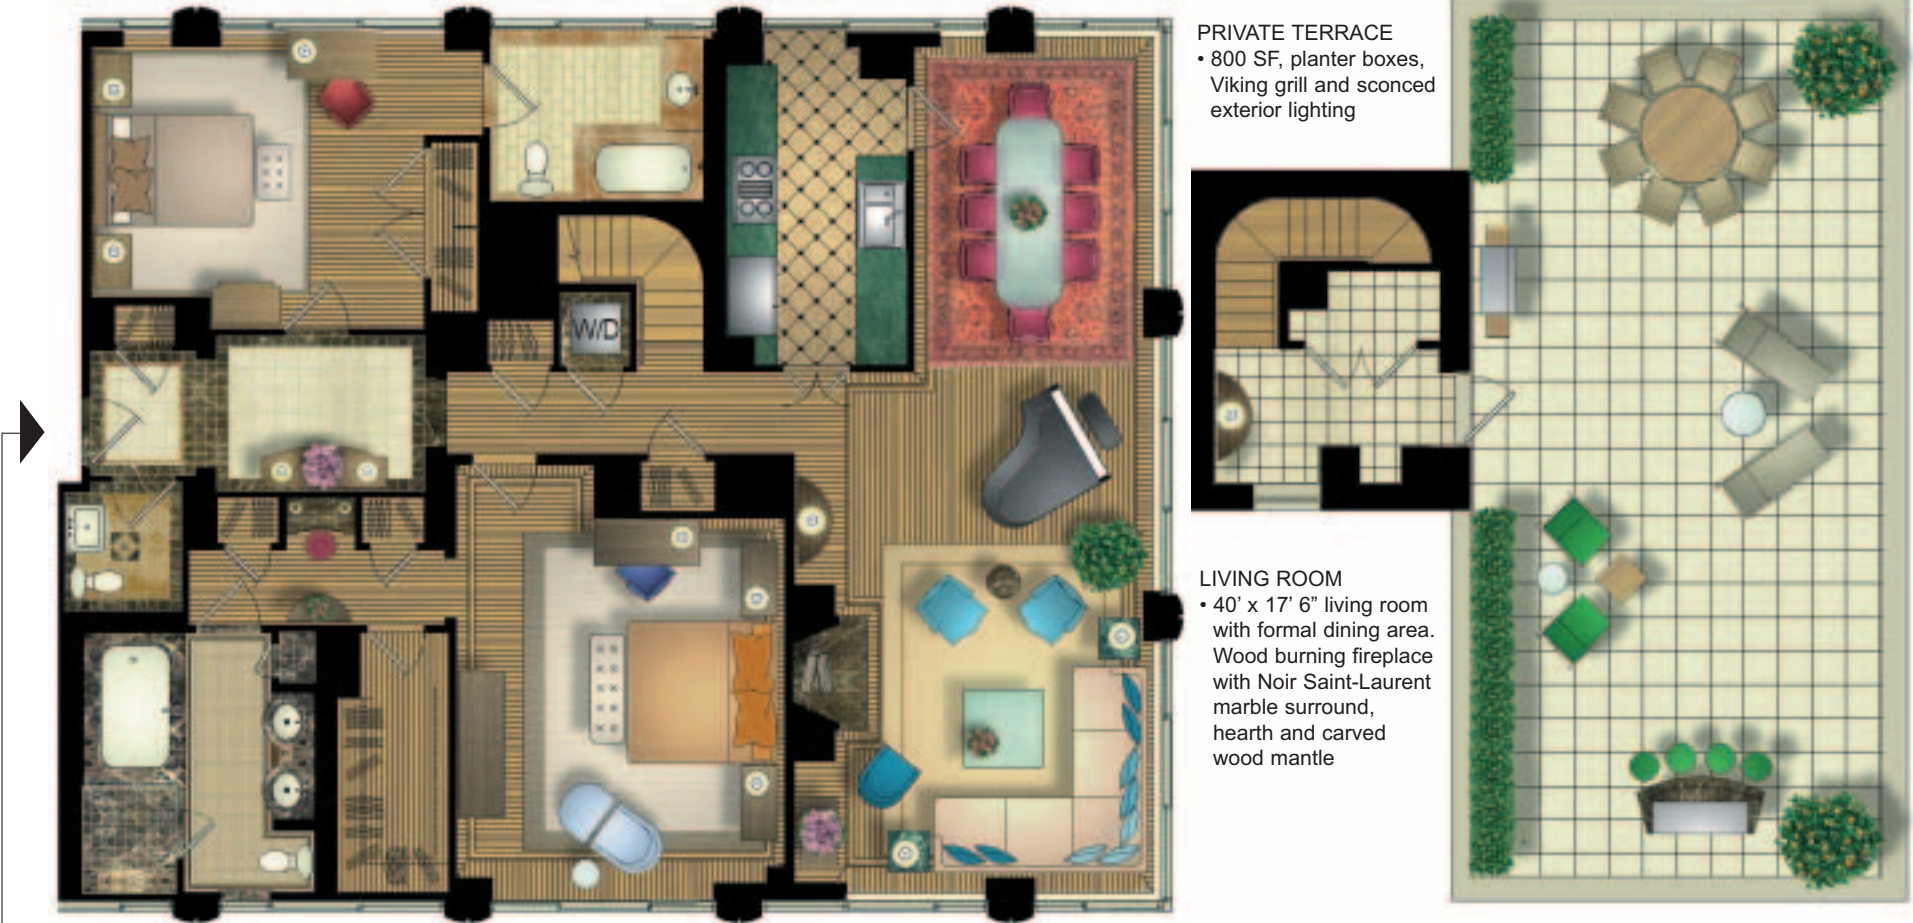 PRIVATE TERRACE
• 800 SF, planter boxes,
Viking grill and sconced
exterior lighting
W/D
LIVING ROOM
• 40’ x 17’ 6” living room
with formal dining area.
Wood burning fireplace
with Noir Saint-Laurent
marble surround,
hearth and carved
wood mantle